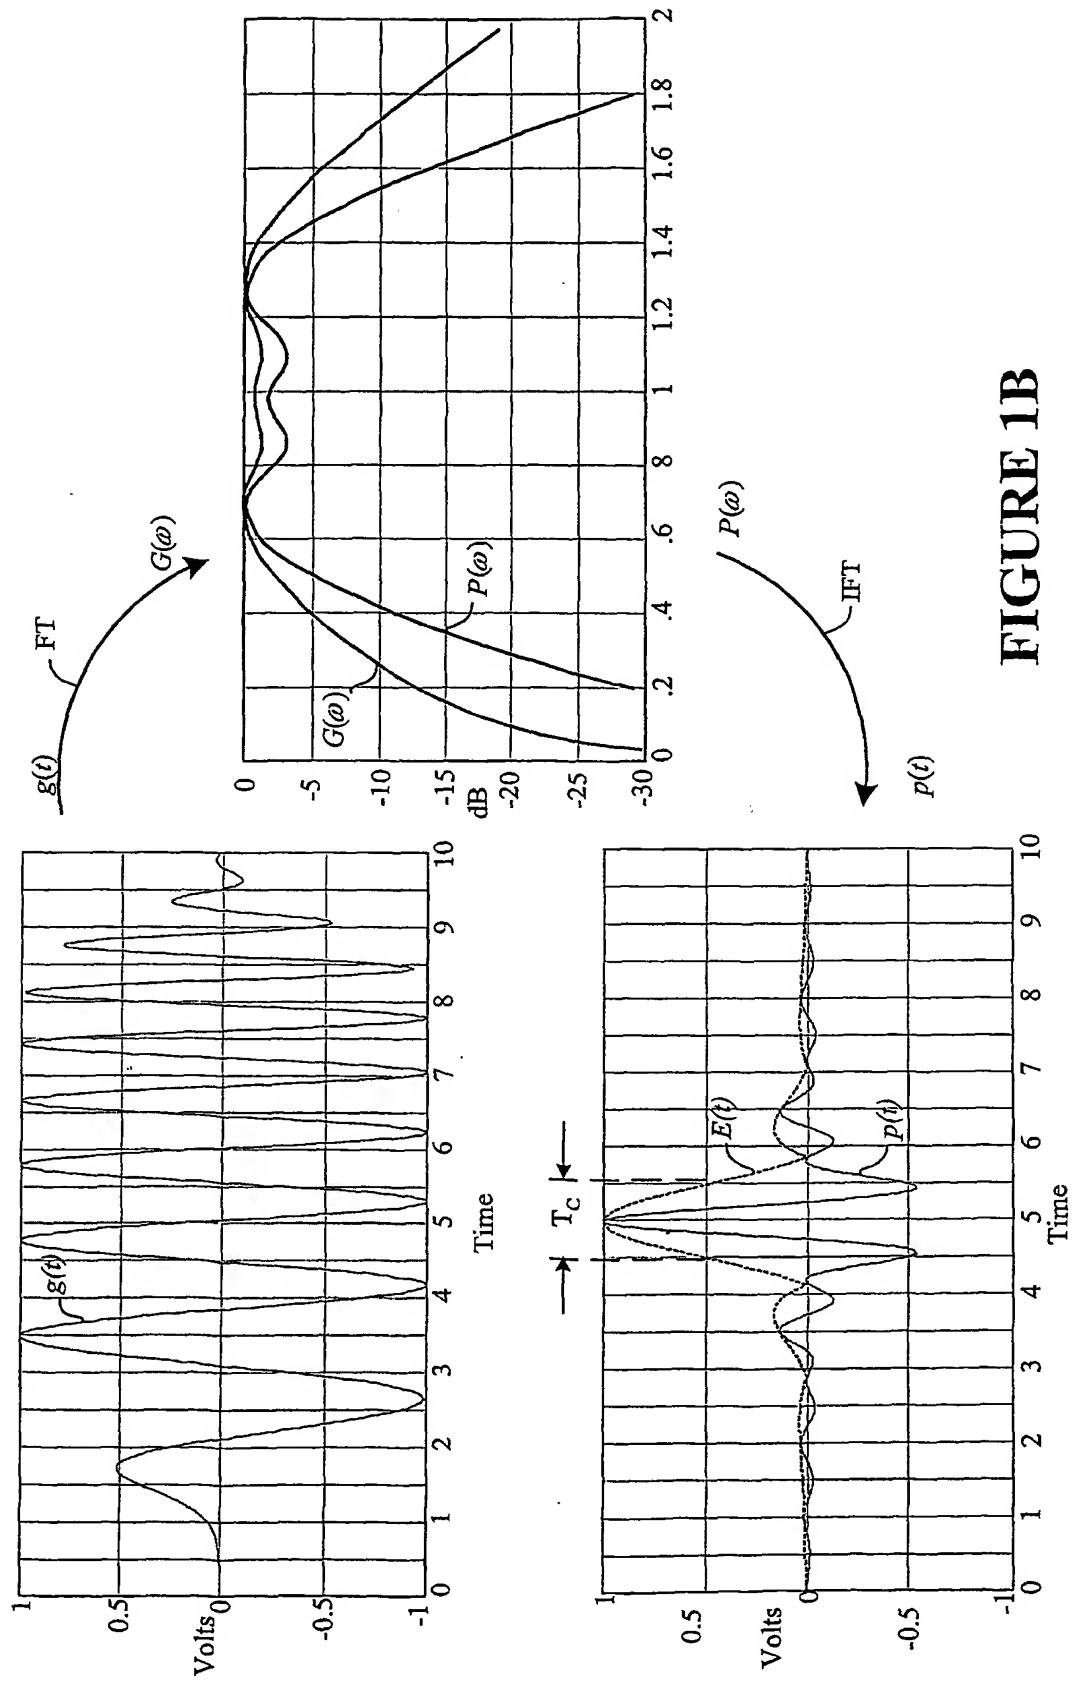 g(t)
1
0.5
Volts
0
-0.5
-1
0 1 2 3 4 5 6 7 8 9 10
Time
g(t)
FT
G(ω)
0
-5
-10
-15
dB
-20
-25
-30
0 .2 .4 .6 .8 1 1.2 1.4 1.6 1.8 2
G(ω)
P(ω)
T_C
E(t)
p(t)
1
0.5
Volts
0
-0.5
-1
0 1 2 3 4 5 6 7 8 9 10
Time
p(t)
IFT
P(ω)
FIGURE 1B